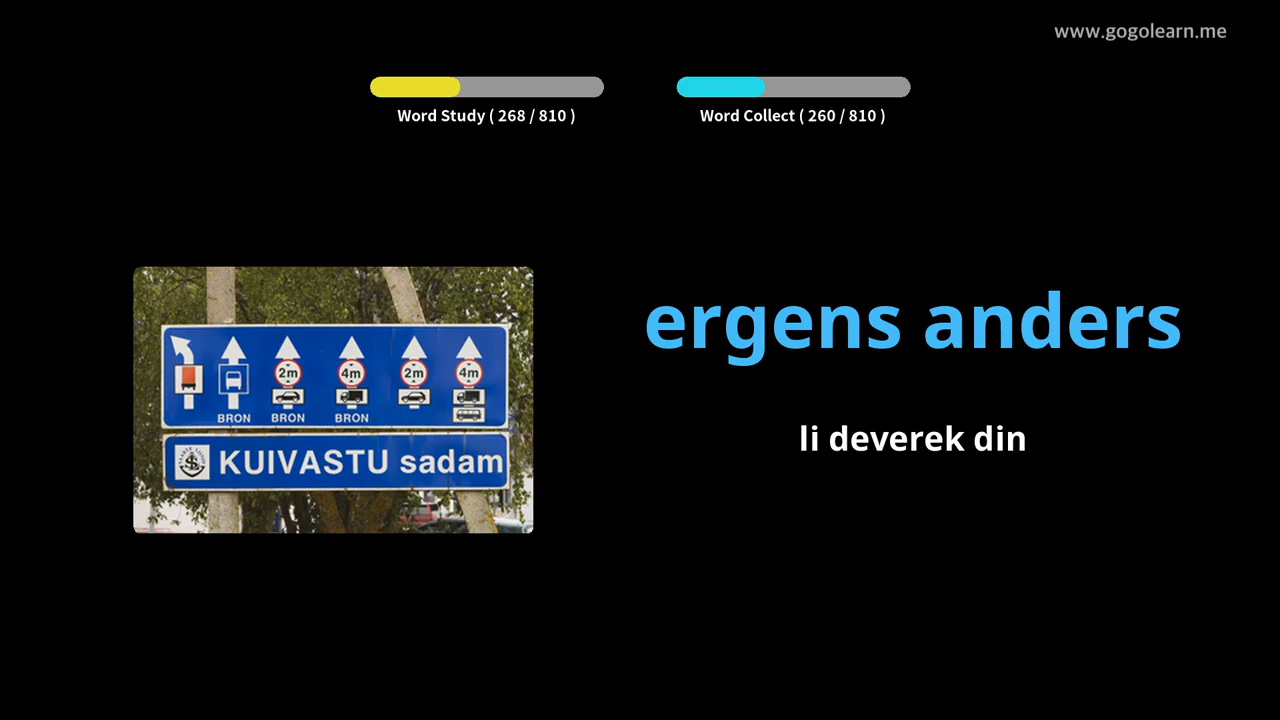 www.gogolearn.me
Word Study ( 268 / 810 )
Word Collect ( 260 / 810 )
ergens anders
li deverek din
2m 4m 2m 4m
BRON BRON BRON
KUIVASTU sadam